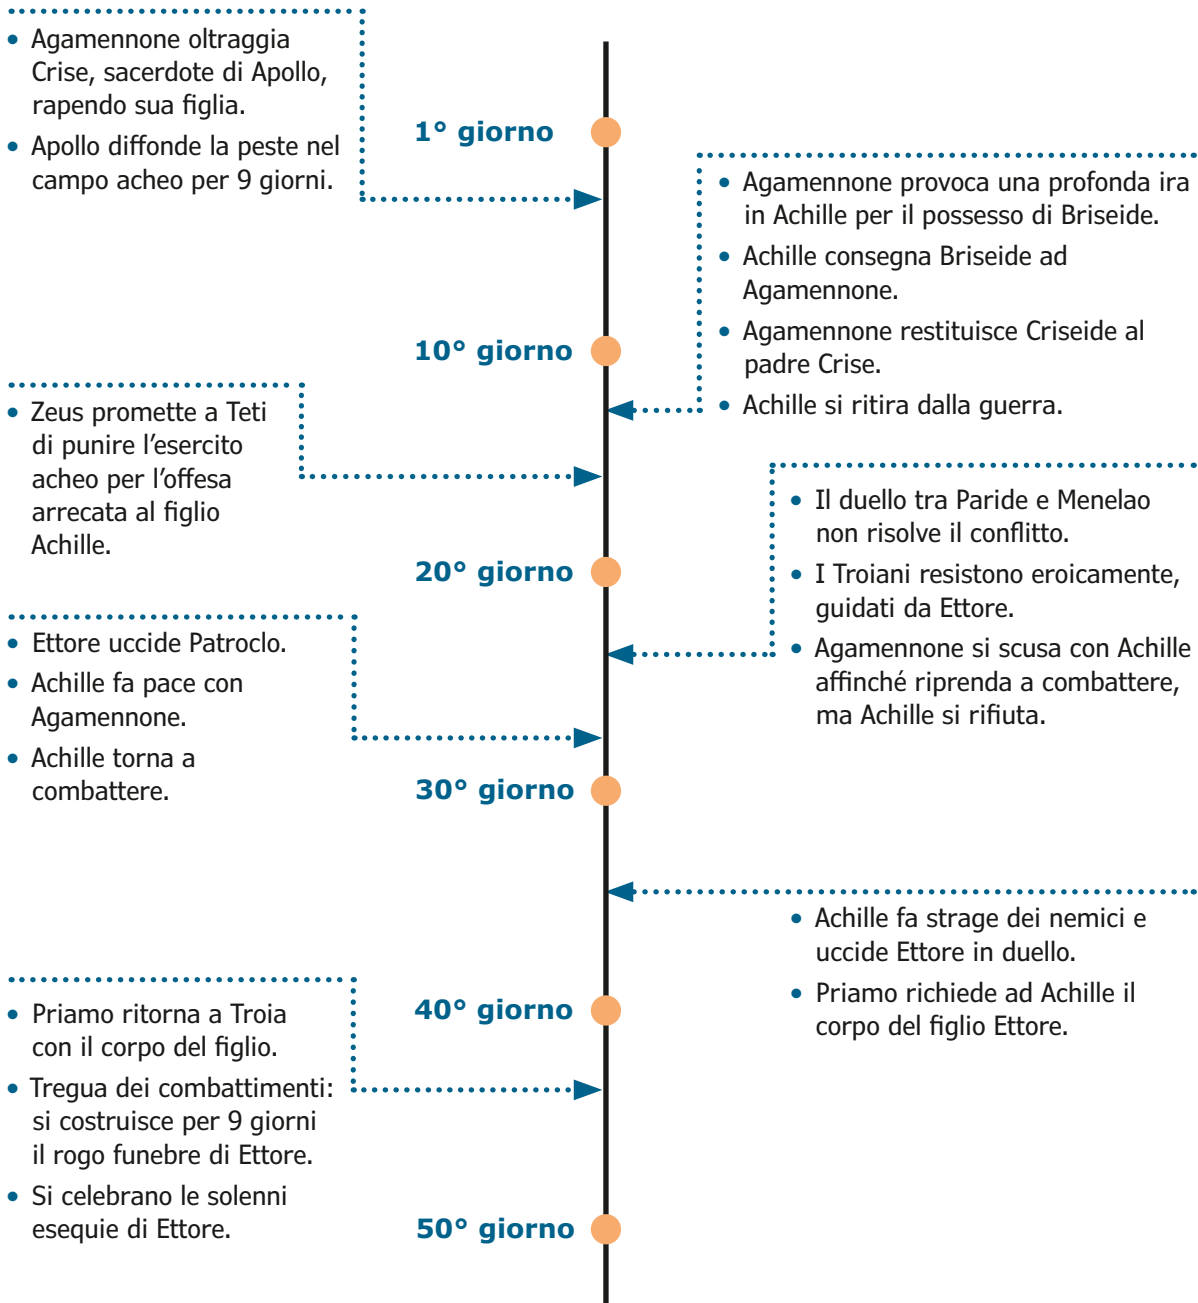 • Agamennone oltraggia
Crise, sacerdote di Apollo,
rapendo sua figlia.
• Apollo diffonde la peste nel
campo acheo per 9 giorni.
1° giorno
• Agamennone provoca una profonda ira
in Achille per il possesso di Briseide.
• Achille consegna Briseide ad
Agamennone.
• Agamennone restituisce Criseide al
padre Crise.
• Achille si ritira dalla guerra.
10° giorno
• Zeus promette a Teti
di punire l’esercito
acheo per l’offesa
arrecata al figlio
Achille.
• Il duello tra Paride e Menelao
non risolve il conflitto.
• I Troiani resistono eroicamente,
guidati da Ettore.
• Agamennone si scusa con Achille
affinché riprenda a combattere,
ma Achille si rifiuta.
20° giorno
• Ettore uccide Patroclo.
• Achille fa pace con
Agamennone.
• Achille torna a
combattere.
30° giorno
• Achille fa strage dei nemici e
uccide Ettore in duello.
• Priamo richiede ad Achille il
corpo del figlio Ettore.
40° giorno
• Priamo ritorna a Troia
con il corpo del figlio.
• Tregua dei combattimenti:
si costruisce per 9 giorni
il rogo funebre di Ettore.
• Si celebrano le solenni
esequie di Ettore.
50° giorno